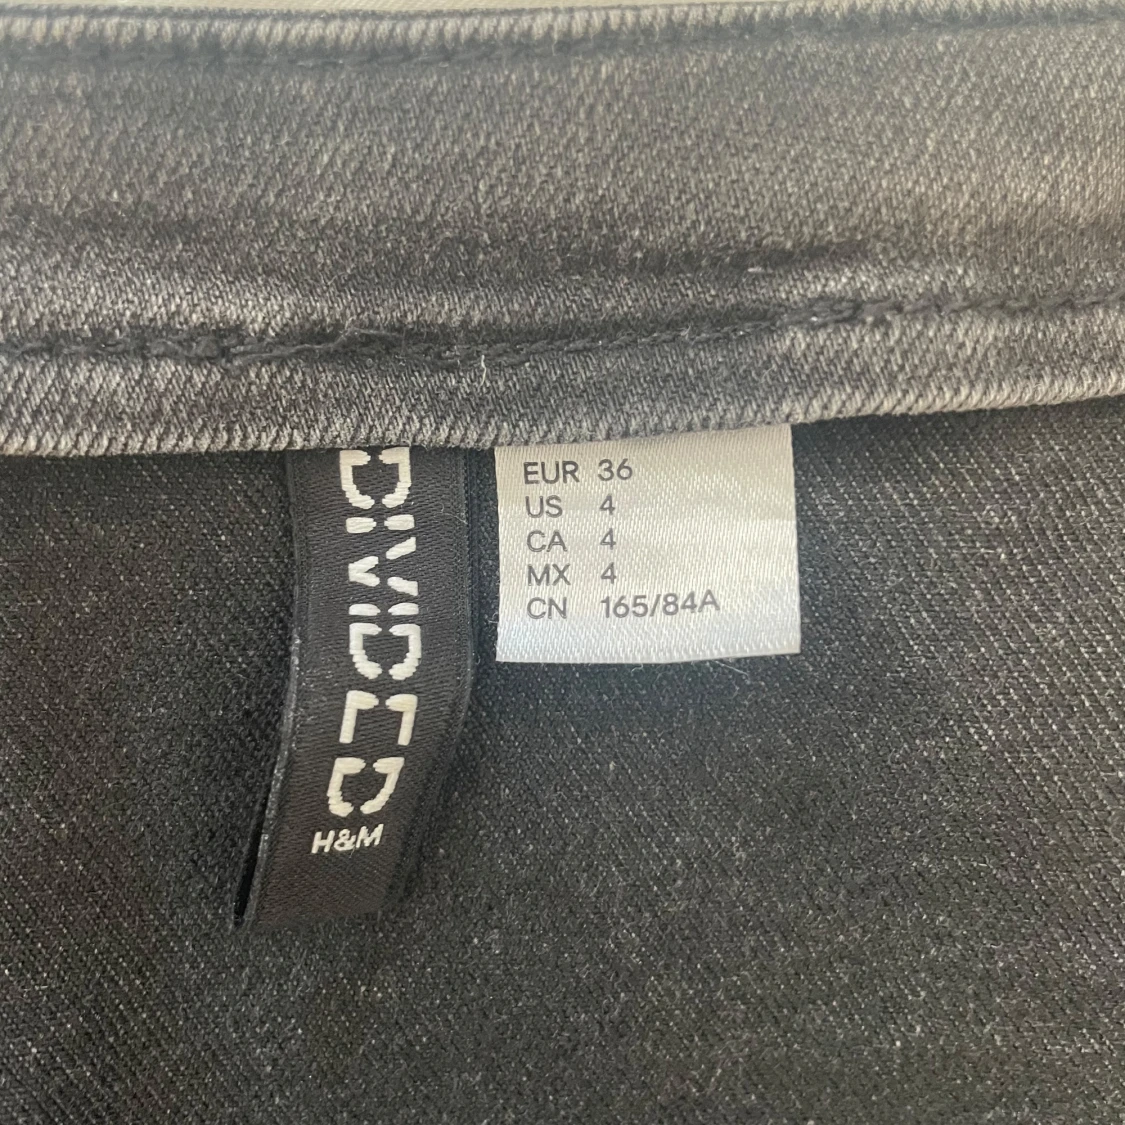 DIVIDED
H&M
EUR 36
US 4
CA 4
MX 4
CN 165/84A